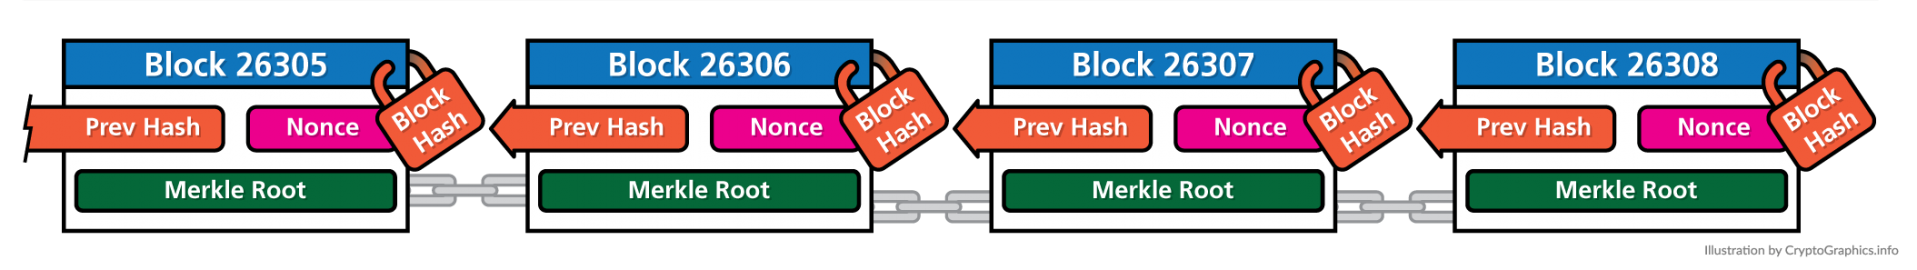 Block 26305
Block 26306
Block 26307
Block 26308
Prev Hash
Nonce
Block
Hash
Prev Hash
Nonce
Block
Hash
Prev Hash
Nonce
Block
Hash
Prev Hash
Nonce
Block
Hash
Merkle Root
Merkle Root
Merkle Root
Merkle Root
Illustration by CryptoGraphics.info